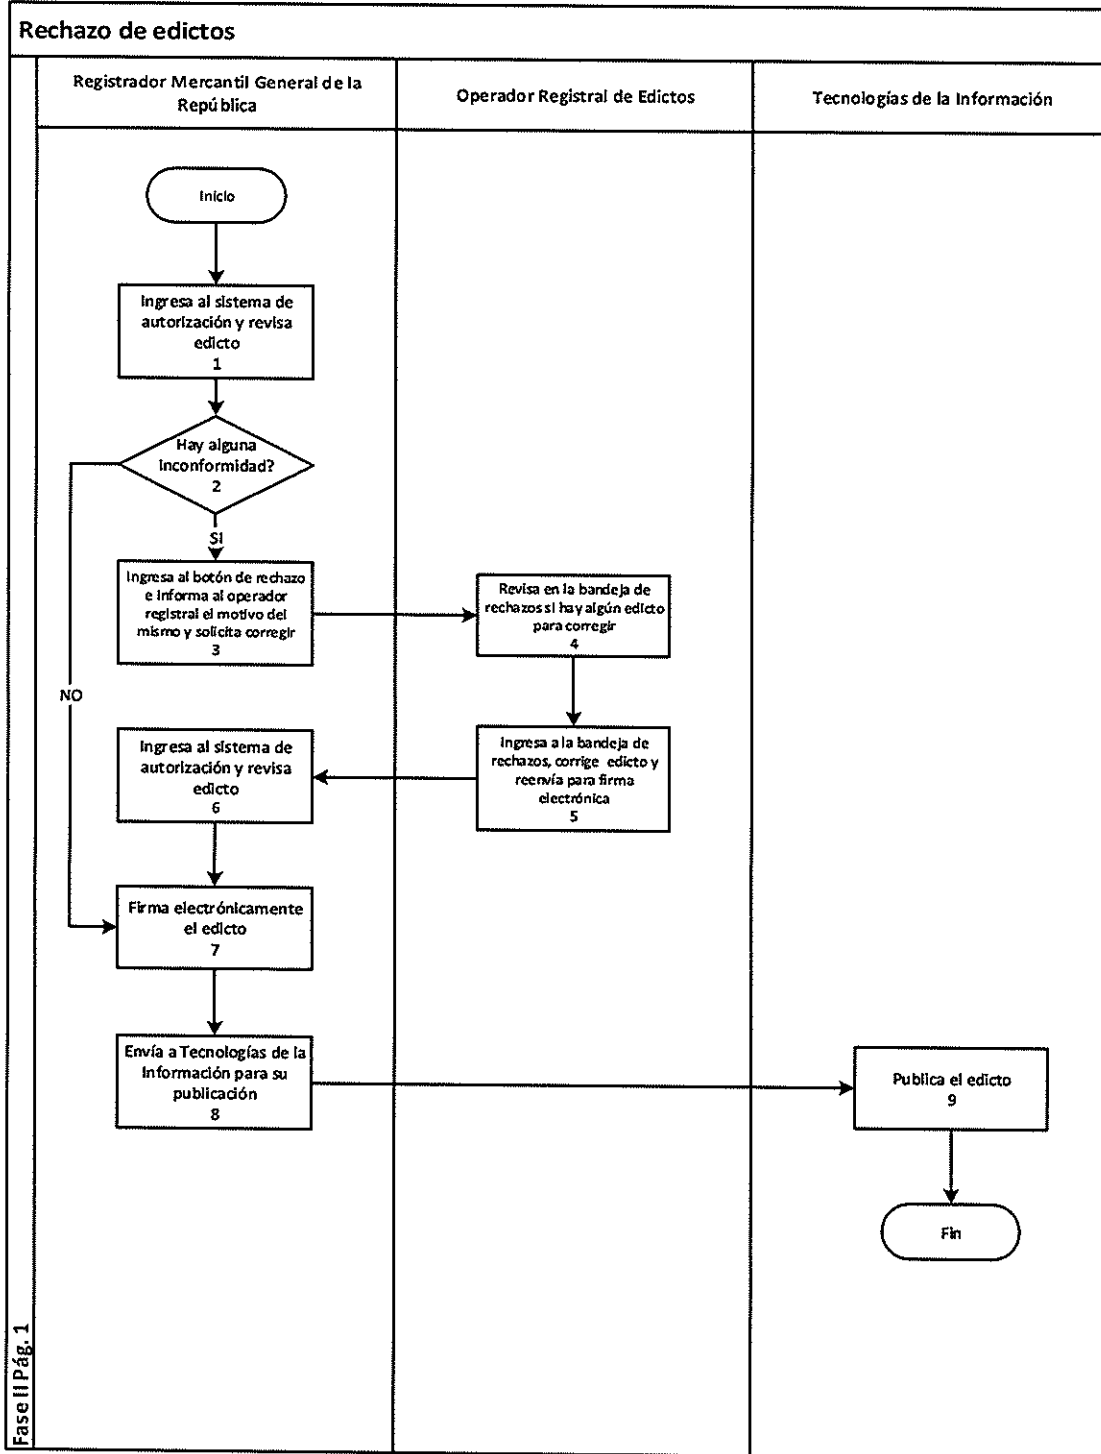 Rechazo de edictos
Registrador Mercantil General de la
República
Operador Registral de Edictos
Tecnologías de la Información
Inicio
Ingresa al sistema de
autorización y revisa
edicto
1
Hay alguna
inconformidad?
2
SI
NO
Ingresa al botón de rechazo
e informa al operador
registral el motivo del
mismo y solicita corregir
3
Revisa en la bandeja de
rechazos si hay algún edicto
para corregir
4
Ingresa a la bandeja de
rechazos, corrige edicto y
reenvía para firma
electrónica
5
Ingresa al sistema de
autorización y revisa
edicto
6
Firma electrónicamente
el edicto
7
Envía a Tecnologías de la
Información para su
publicación
8
Publica el edicto
9
Fin
Fase II Pág. 1